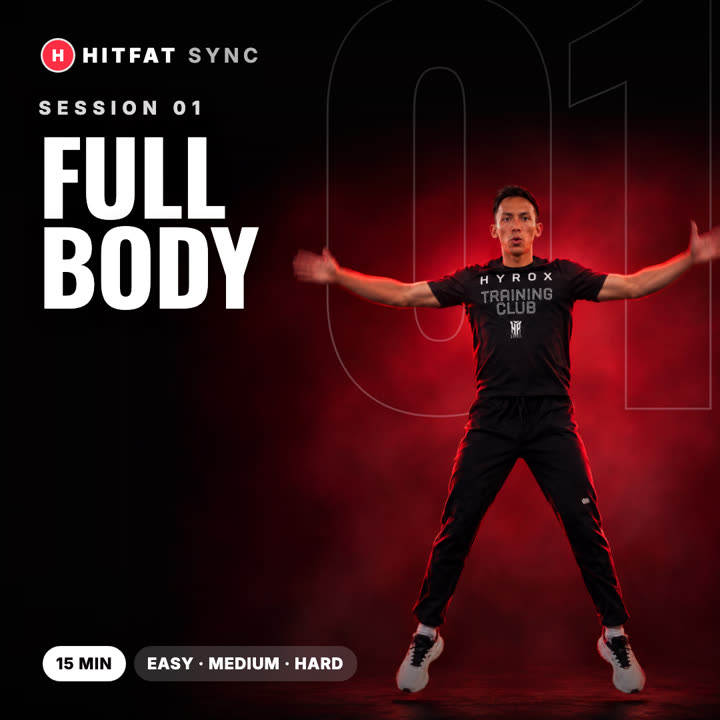 H HITFAT SYNC
SESSION 01
FULL
BODY
01
HYROX
TRAINING
CLUB
15 MIN
EASY · MEDIUM · HARD